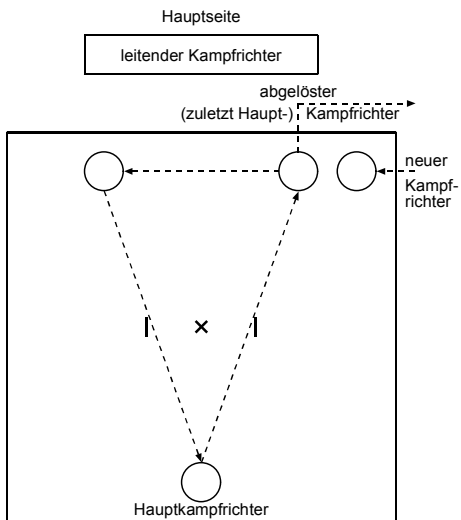 Hauptseite
leitender Kampfrichter
abgelöster
(zuletzt Haupt-) Kampfrichter
neuer
Kampf-
richter
Hauptkampfrichter